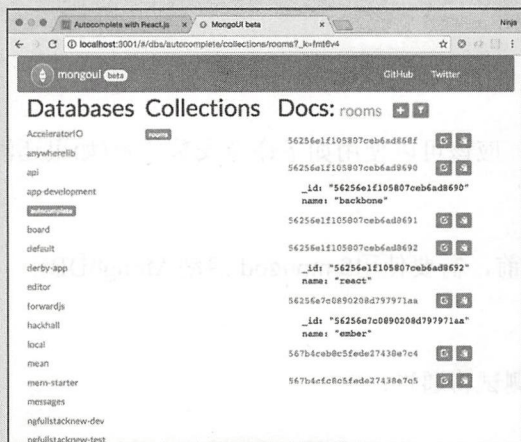 Autocomplete with React.js
MongoUI beta
Ninja
localhost:3001/#/dbs/autocomplete/collections/rooms?_k=fmt6v4
mongoui beta
GitHub Twitter
Databases Collections Docs: rooms
AcceleratorIO
anywherelib
api
app-development
autocomplete
board
default
derby-app
editor
forwardjs
hackhall
local
mean
mern-starter
messages
ngfullstacknew-dev
ngfullstacknew-test
rooms
56256e1f105807ceb6ad868f
56256e1f105807ceb6ad8690
_id: "56256e1f105807ceb6ad8690"
name: "backbone"
56256e1f105807ceb6ad8691
56256e1f105807ceb6ad8692
_id: "56256e1f105807ceb6ad8692"
name: "react"
56256e7c0890208d797971aa
_id: "56256e7c0890208d797971aa"
name: "ember"
567b4ceb8c5fede27438e7c4
567b4cfc8c5fede27438e7c5